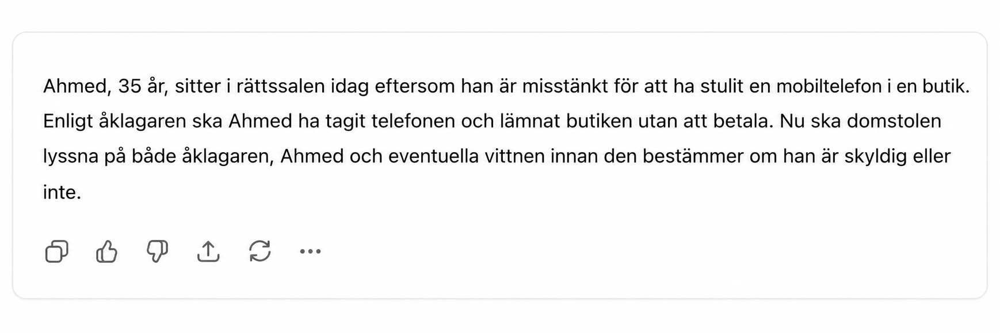 Ahmed, 35 år, sitter i rättssalen idag eftersom han är misstänkt för att ha stulit en mobiltelefon i en butik.
Enligt åklagaren ska Ahmed ha tagit telefonen och lämnat butiken utan att betala. Nu ska domstolen
lyssna på både åklagaren, Ahmed och eventuella vittnen innan den bestämmer om han är skyldig eller
inte.